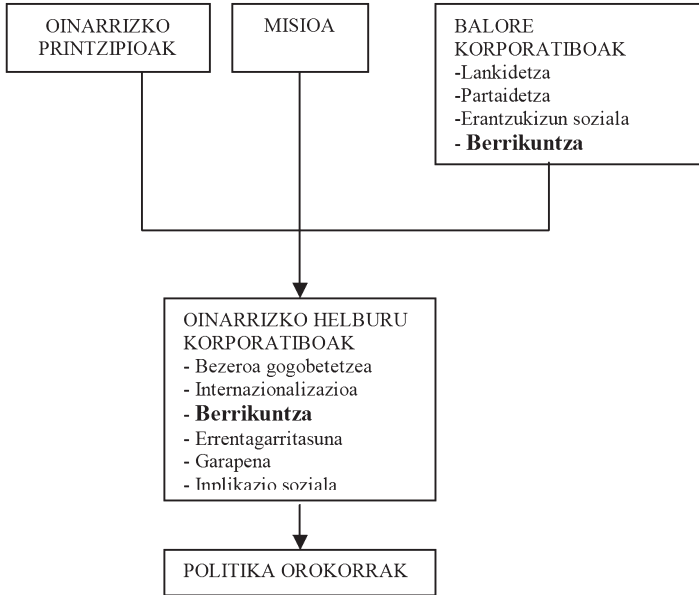 OINARRIZKO
PRINTZIPIOAK
MISIOA
BALORE
KORPORATIBOAK
-Lankidetza
-Partaidetza
-Erantzukizun soziala
- Berrikuntza
OINARRIZKO HELBURU
KORPORATIBOAK
- Bezeroa gogobetetzea
- Internazionalizazioa
- Berrikuntza
- Errentagarritasuna
- Garapena
- Inplikazio soziala
POLITIKA OROKORRAK